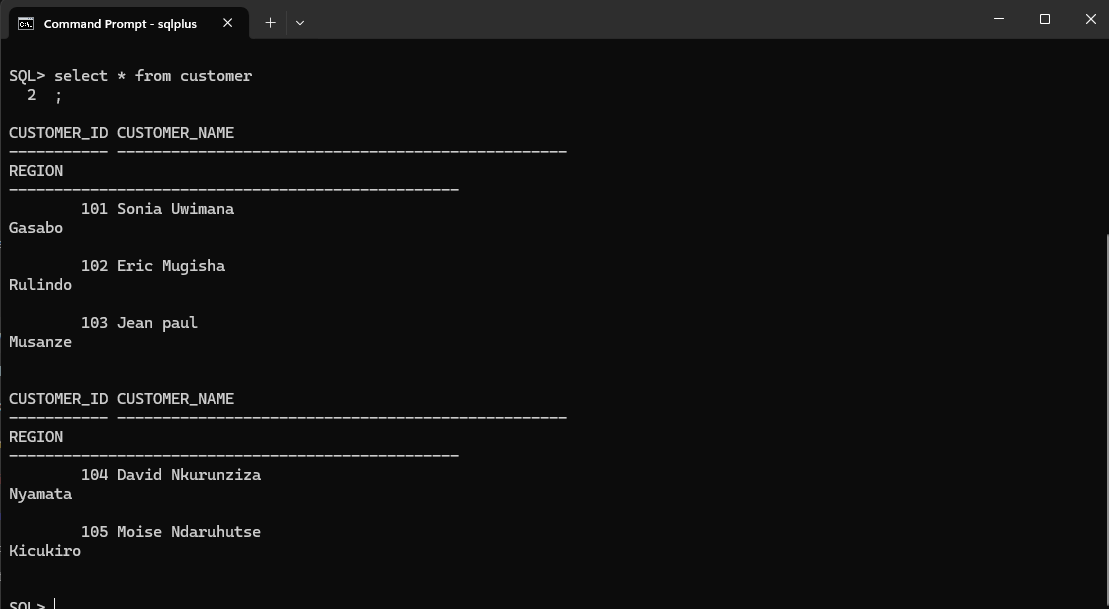 Command Prompt - sqlplus
SQL> select * from customer
  2  ;
CUSTOMER_ID CUSTOMER_NAME
----------- --------------------------------------------------
REGION
--------------------------------------------------
        101 Sonia Uwimana
Gasabo
        102 Eric Mugisha
Rulindo
        103 Jean paul
Musanze
CUSTOMER_ID CUSTOMER_NAME
----------- --------------------------------------------------
REGION
--------------------------------------------------
        104 David Nkurunziza
Nyamata
        105 Moise Ndaruhutse
Kicukiro
SQL>